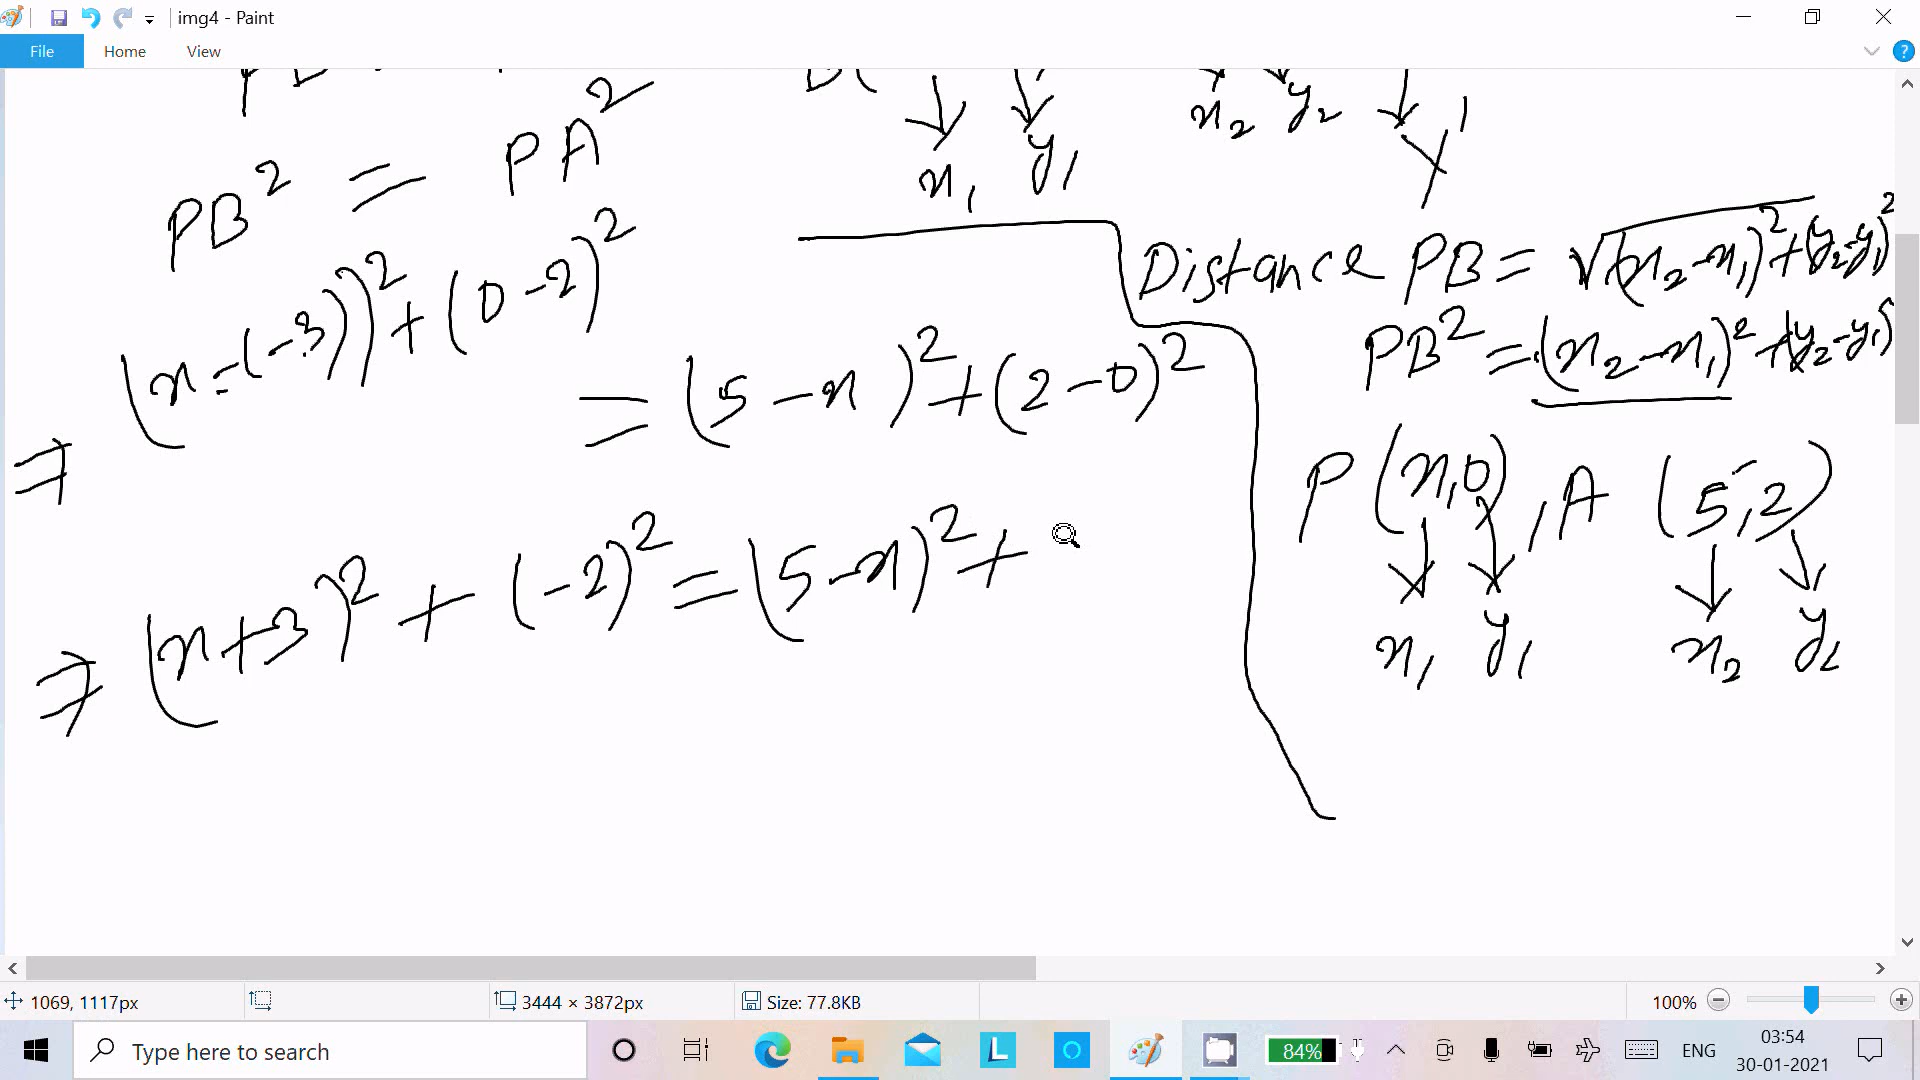 img4 - Paint
File Home View
x₂ y₂
x₁ y₁
PB² = PA²
Distance PB = √(x₂-x₁)²+(y₂-y₁)²
PB² = (x₂-x₁)²+(y₂-y₁)²
⇒ (x-(-3))²+(0-2)²
= (5-x)²+(2-0)²
P(x,0), A (5,2)
x₁ y₁ x₂ y₂
⇒ (x+3)² + (-2)² = (5-x)² +
1069, 1117px 3444 × 3872px Size: 77.8KB 100%
Type here to search
84% ENG 03:54
30-01-2021